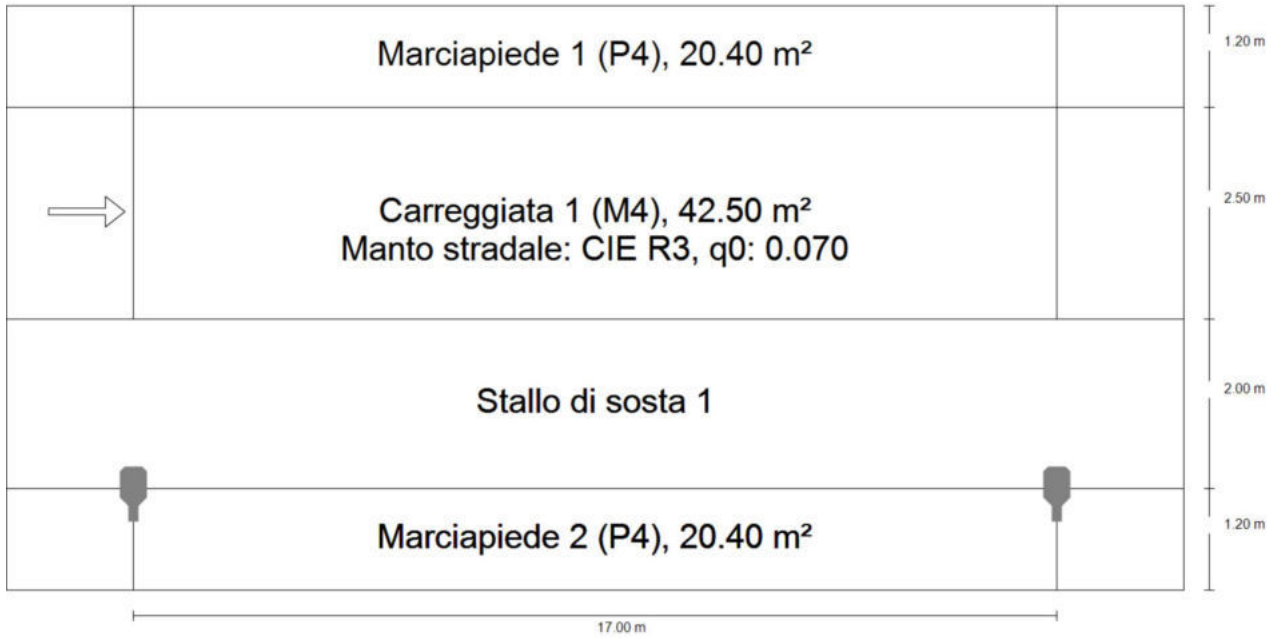 Marciapiede 1 (P4), 20.40 m²
1.20 m
Carreggiata 1 (M4), 42.50 m²
Manto stradale: CIE R3, q0: 0.070
2.50 m
Stallo di sosta 1
2.00 m
Marciapiede 2 (P4), 20.40 m²
1.20 m
17.00 m